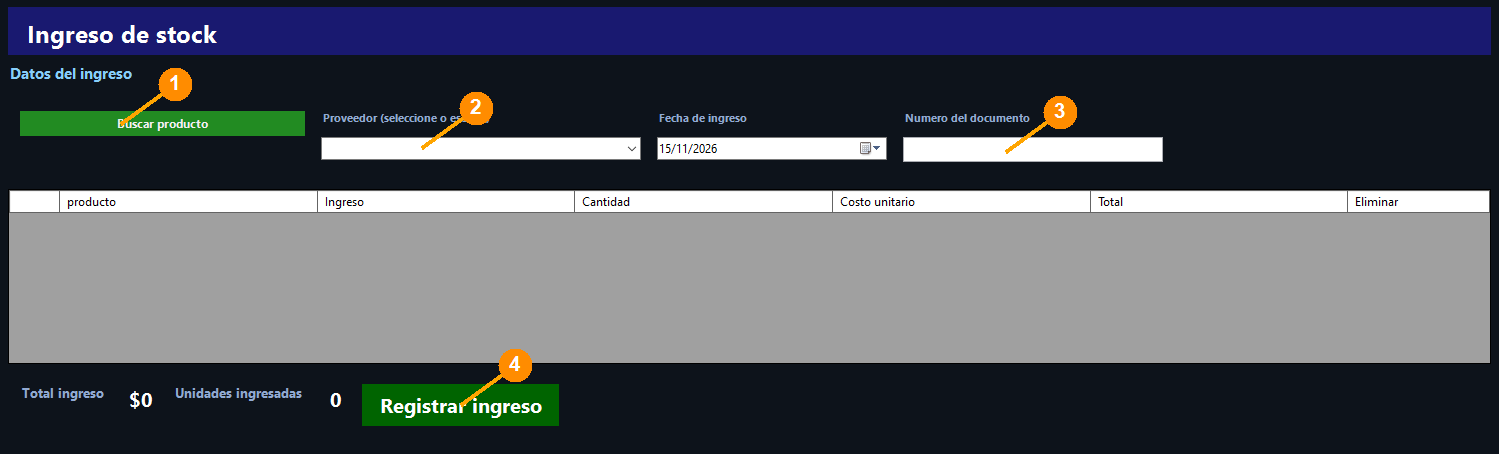 Ingreso de stock
Datos del ingreso
1
Buscar producto
Proveedor (seleccione o es
2
Fecha de ingreso
Numero del documento
3
15/11/2026
producto Ingreso Cantidad Costo unitario Total Eliminar
4
Total ingreso $0 Unidades ingresadas 0 Registrar ingreso